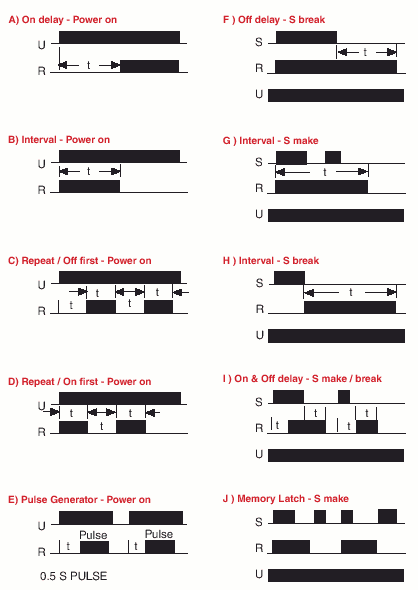 A) On delay - Power on
U
R
t
B) Interval - Power on
U
t
R
C) Repeat / Off first - Power on
U
t t
R t t
D) Repeat / On first - Power on
U
t t t
R
E) Pulse Generator - Power on
U
Pulse Pulse
R t t
0.5 S PULSE
F ) Off delay - S break
S
t
R
U
G ) Interval - S make
S
t
R
U
H ) Interval - S break
S
t
R
U
I ) On & Off delay - S make / break
S
t t
R t t
U
J ) Memory Latch - S make
S
R
U